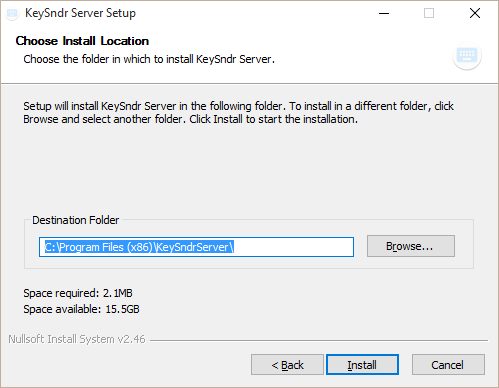 KeySndr Server Setup
Choose Install Location
Choose the folder in which to install KeySndr Server.
Setup will install KeySndr Server in the following folder. To install in a different folder, click
Browse and select another folder. Click Install to start the installation.
Destination Folder
C:\Program Files (x86)\KeySndrServer\
Browse...
Space required: 2.1MB
Space available: 15.5GB
Nullsoft Install System v2.46
< Back
Install
Cancel